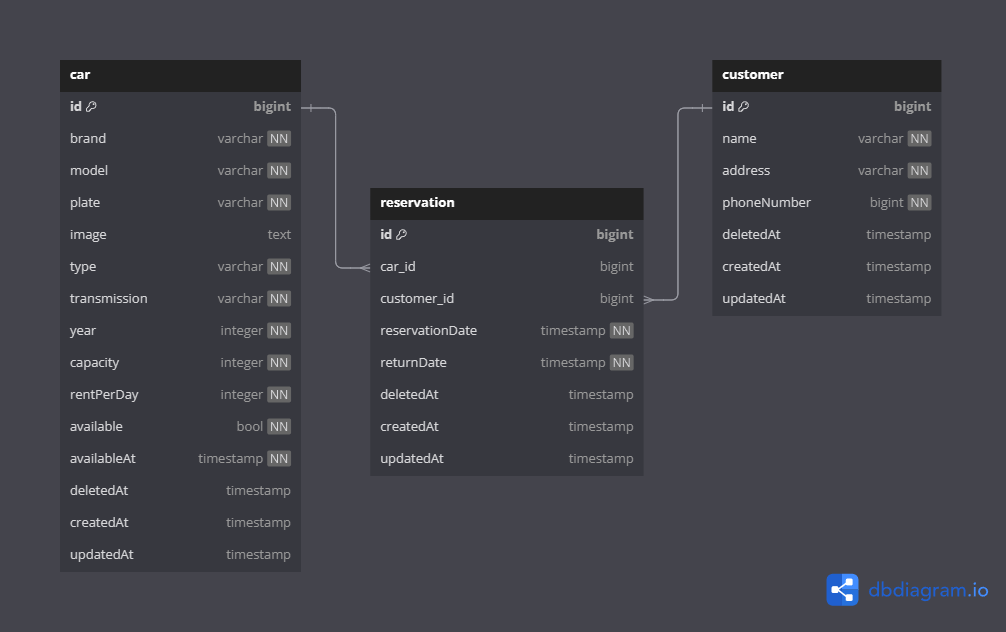 car
id bigint
brand varchar NN
model varchar NN
plate varchar NN
image text
type varchar NN
transmission varchar NN
year integer NN
capacity integer NN
rentPerDay integer NN
available bool NN
availableAt timestamp NN
deletedAt timestamp
createdAt timestamp
updatedAt timestamp
reservation
id bigint
car_id bigint
customer_id bigint
reservationDate timestamp NN
returnDate timestamp NN
deletedAt timestamp
createdAt timestamp
updatedAt timestamp
customer
id bigint
name varchar NN
address varchar NN
phoneNumber bigint NN
deletedAt timestamp
createdAt timestamp
updatedAt timestamp
dbdiagram.io